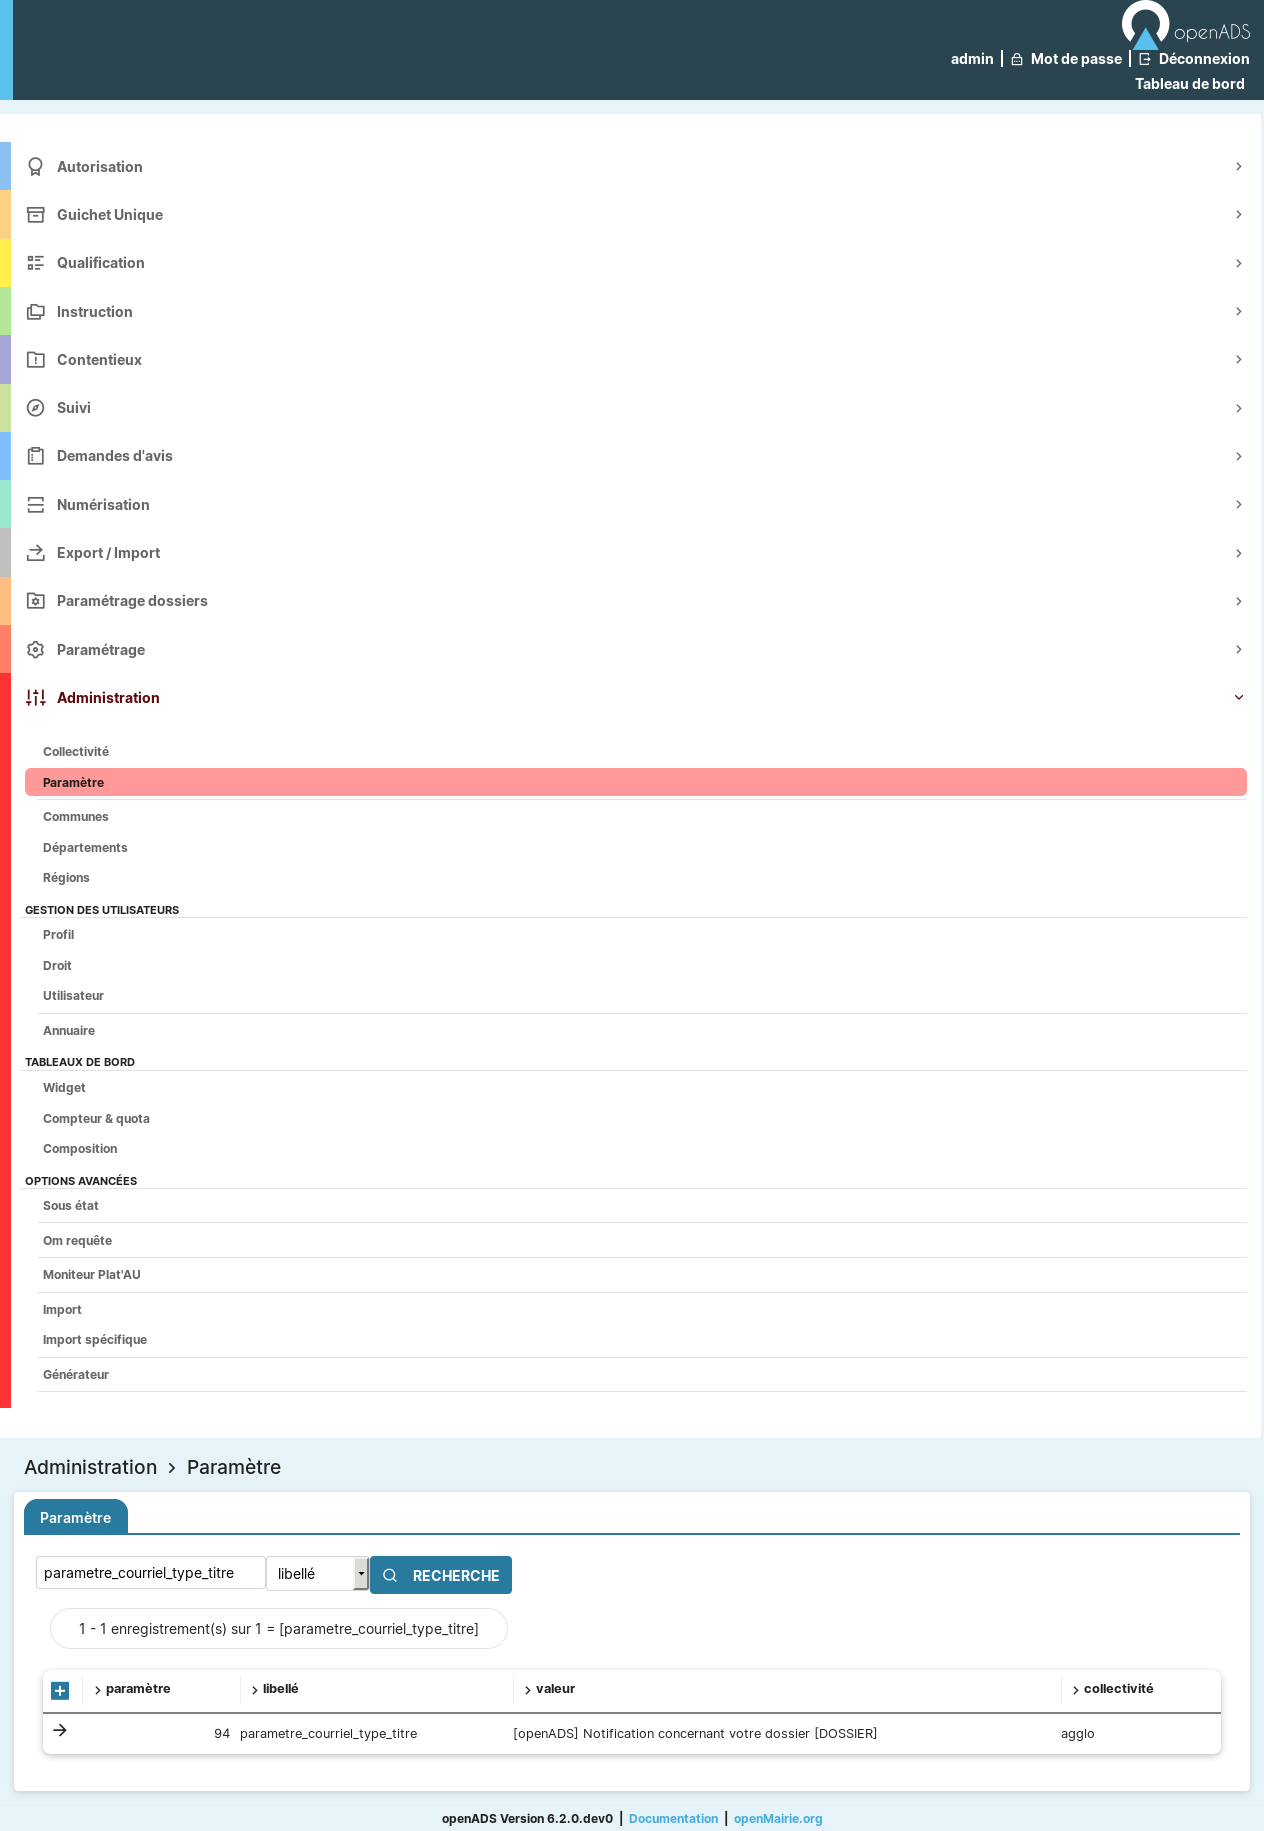 openADS
admin | Mot de passe | Déconnexion
Tableau de bord
Autorisation
Guichet Unique
Qualification
Instruction
Contentieux
Suivi
Demandes d'avis
Numérisation
Export / Import
Paramétrage dossiers
Paramétrage
Administration
Collectivité
Paramètre
Communes
Départements
Régions
GESTION DES UTILISATEURS
Profil
Droit
Utilisateur
Annuaire
TABLEAUX DE BORD
Widget
Compteur & quota
Composition
OPTIONS AVANCÉES
Sous état
Om requête
Moniteur Plat'AU
Import
Import spécifique
Générateur
Administration > Paramètre
Paramètre
parametre_courriel_type_titre libellé RECHERCHE
1 - 1 enregistrement(s) sur 1 = [parametre_courriel_type_titre]
paramètre libellé valeur collectivité
94 parametre_courriel_type_titre [openADS] Notification concernant votre dossier [DOSSIER] agglo
openADS Version 6.2.0.dev0 | Documentation | openMairie.org